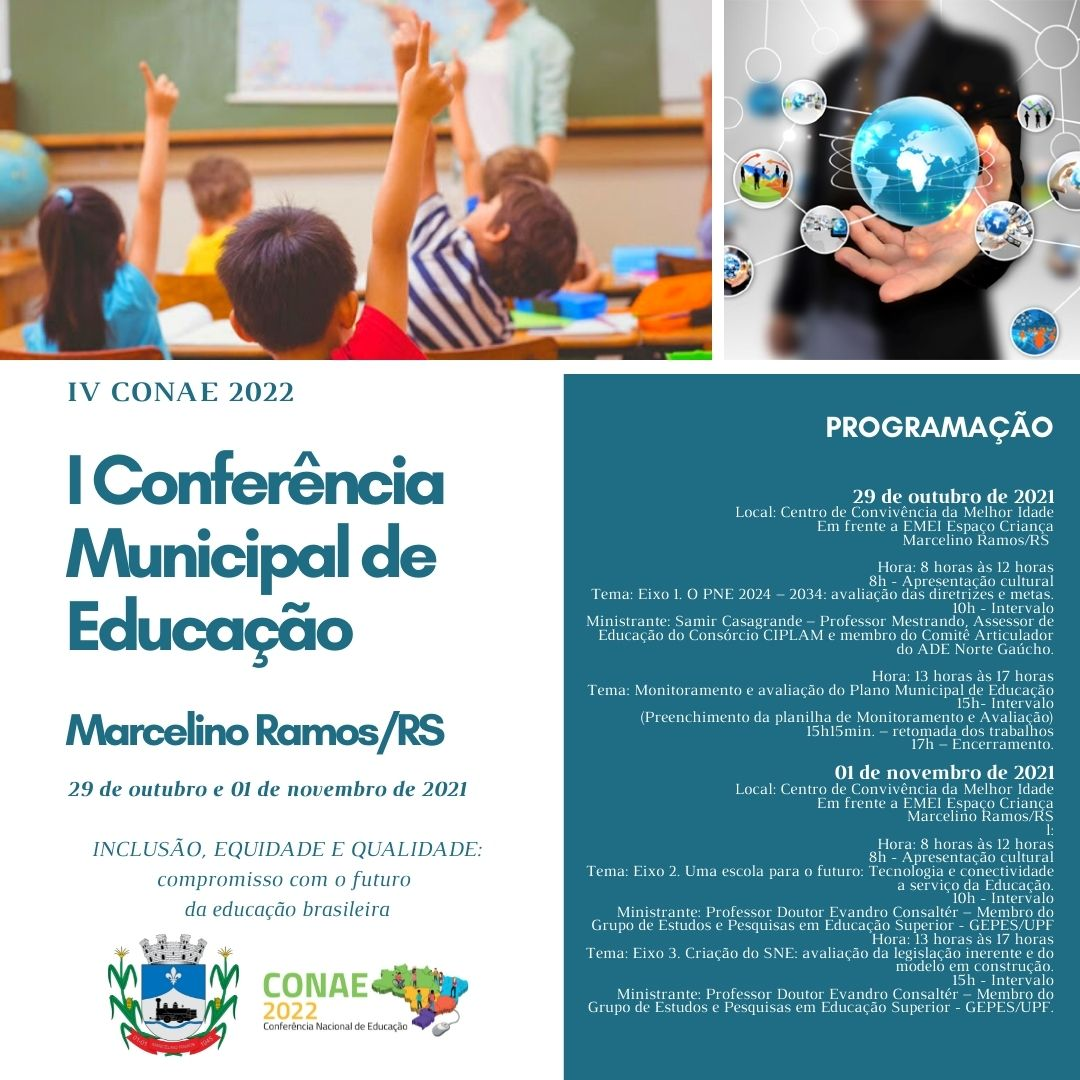 IV CONAE 2022
I Conferência
Municipal de
Educação
Marcelino Ramos/RS
29 de outubro e 01 de novembro de 2021
INCLUSÃO, EQUIDADE E QUALIDADE:
compromisso com o futuro
da educação brasileira
01-01 MARCELINO RAMOS 1945
CONAE
2022
Conferência Nacional de Educação
PROGRAMAÇÃO
29 de outubro de 2021
Local: Centro de Convivência da Melhor Idade
Em frente a EMEI Espaço Criança
Marcelino Ramos/RS
Hora: 8 horas às 12 horas
8h - Apresentação cultural
Tema: Eixo 1. O PNE 2024 – 2034: avaliação das diretrizes e metas.
10h - Intervalo
Ministrante: Samir Casagrande – Professor Mestrando, Assessor de
Educação do Consórcio CIPLAM e membro do Comitê Articulador
do ADE Norte Gaúcho.
Hora: 13 horas às 17 horas
Tema: Monitoramento e avaliação do Plano Municipal de Educação
15h- Intervalo
(Preenchimento da planilha de Monitoramento e Avaliação)
15h15min. – retomada dos trabalhos
17h – Encerramento.
01 de novembro de 2021
Local: Centro de Convivência da Melhor Idade
Em frente a EMEI Espaço Criança
Marcelino Ramos/RS
l:
Hora: 8 horas às 12 horas
8h - Apresentação cultural
Tema: Eixo 2. Uma escola para o futuro: Tecnologia e conectividade
a serviço da Educação.
10h - Intervalo
Ministrante: Professor Doutor Evandro Consaltér – Membro do
Grupo de Estudos e Pesquisas em Educação Superior - GEPES/UPF
Hora: 13 horas às 17 horas
Tema: Eixo 3. Criação do SNE: avaliação da legislação inerente e do
modelo em construção.
15h - Intervalo
Ministrante: Professor Doutor Evandro Consaltér – Membro do
Grupo de Estudos e Pesquisas em Educação Superior - GEPES/UPF.